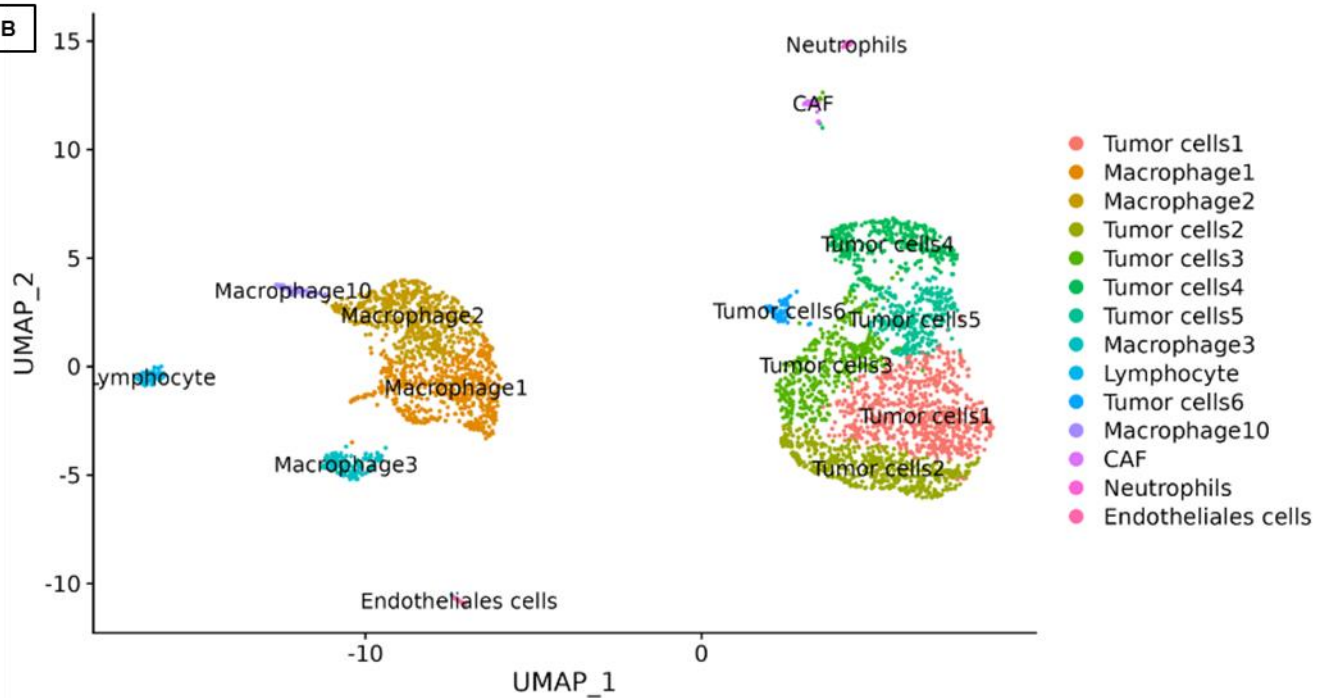 B
15
10
5
0
-5
-10
UMAP_2
Neutrophils
CAF
Tumor cells4
Macrophage10
Tumor cells6
Macrophage2
Tumor cells5
Tumor cells3
Lymphocyte
Macrophage1
Tumor cells1
Macrophage3
Tumor cells2
Endotheliales cells
-10
0
UMAP_1
Tumor cells1
Macrophage1
Macrophage2
Tumor cells2
Tumor cells3
Tumor cells4
Tumor cells5
Macrophage3
Lymphocyte
Tumor cells6
Macrophage10
CAF
Neutrophils
Endotheliales cells